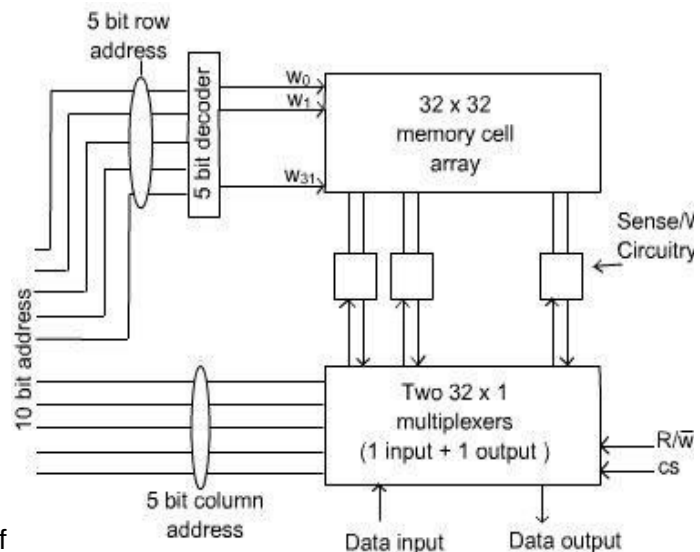 5 bit row
address
5 bit decoder
w0
w1
w31
32 x 32
memory cell
array
Circuitry
10 bit address
Two 32 x 1
multiplexers
(1 input + 1 output )
R/w̅
cs
5 bit column
address
Data input
Data output
f